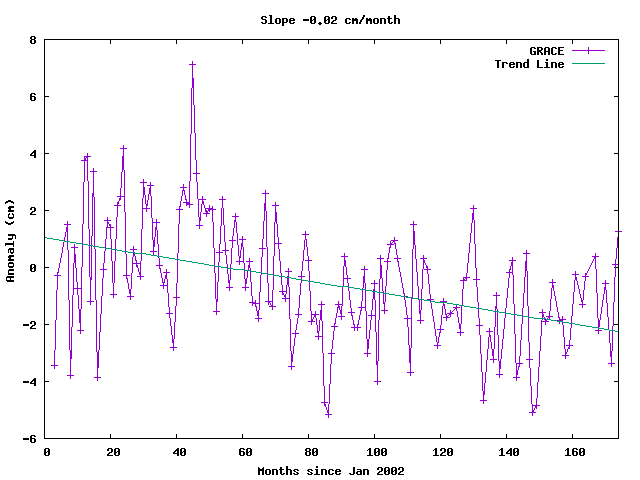 Slope -0.02 cm/month
GRACE
Trend Line
Anomaly (cm)
8
6
4
2
0
-2
-4
-6
0 20 40 60 80 100 120 140 160
Months since Jan 2002